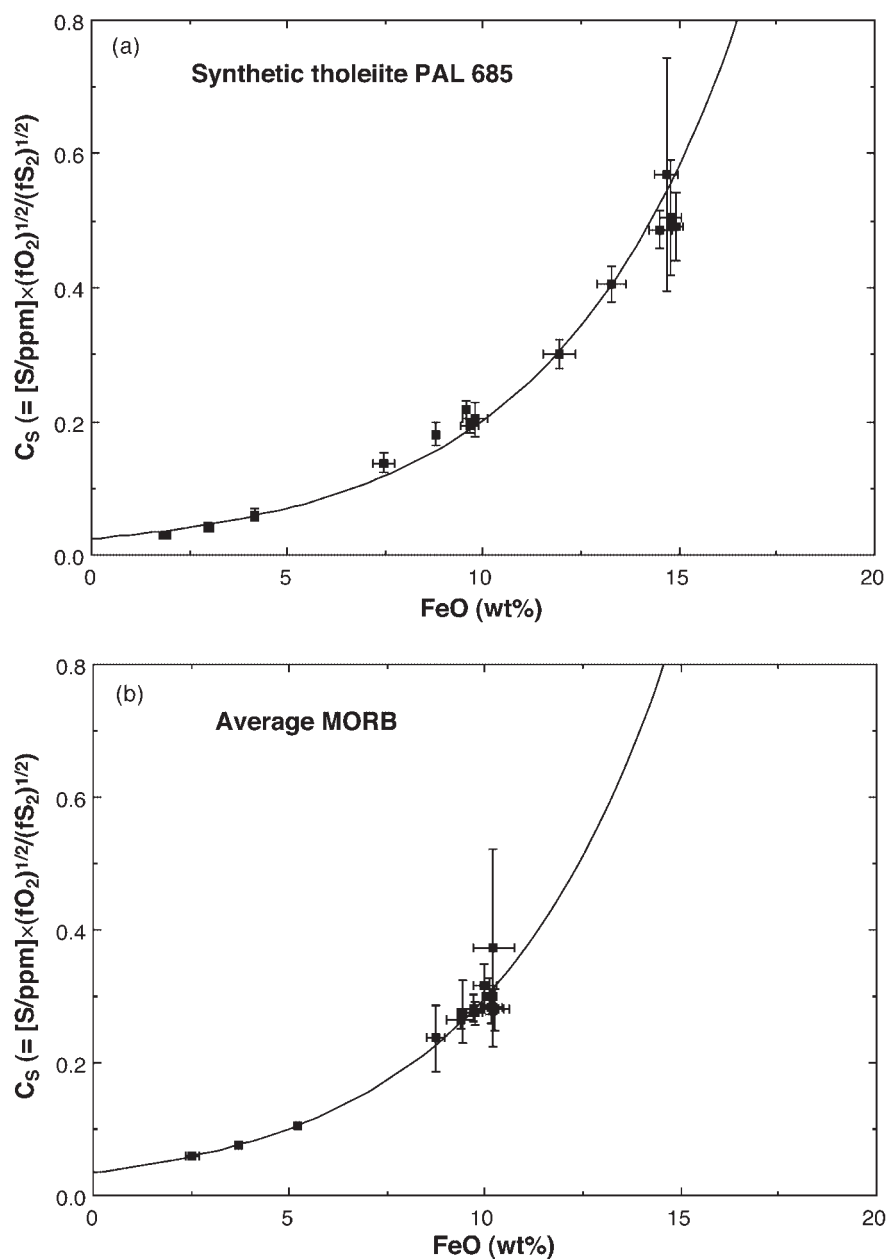 (a)
Synthetic tholeiite PAL 685
C_S (= [S/ppm]×(fO₂)^1/2/(fS₂)^1/2)
0.8
0.6
0.4
0.2
0.0
0 5 10 15 20
FeO (wt%)
(b)
Average MORB
C_S (= [S/ppm]×(fO₂)^1/2/(fS₂)^1/2)
0.8
0.6
0.4
0.2
0.0
0 5 10 15 20
FeO (wt%)